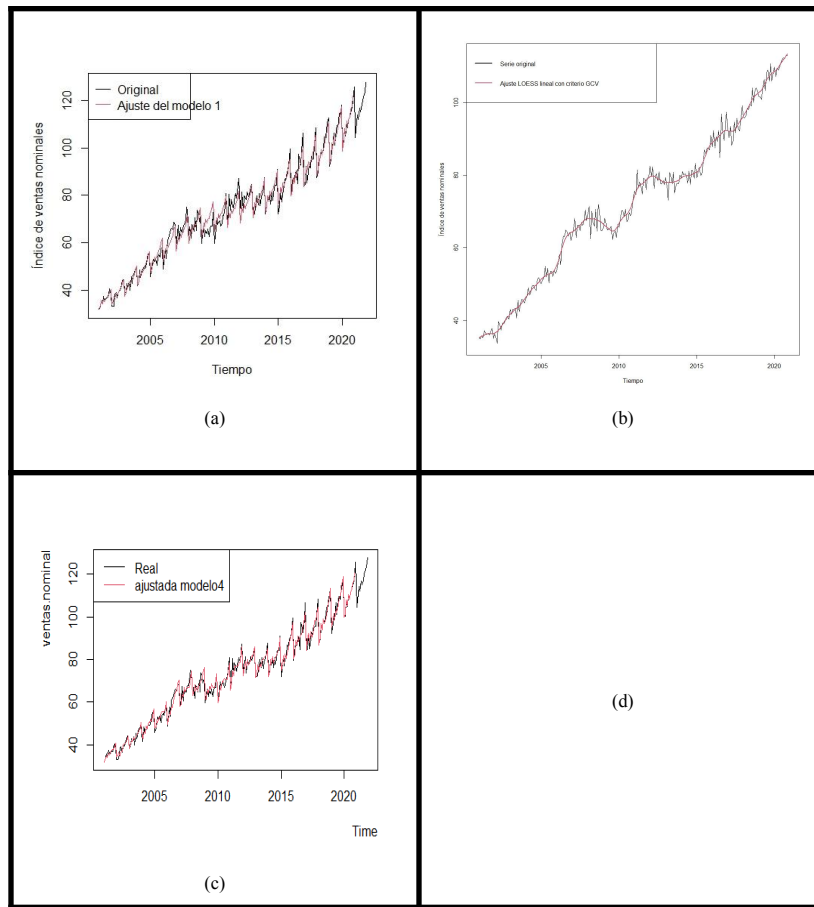 Original
Ajuste del modelo 1
Índice de ventas nominales
120
100
80
60
40
2005
2010
2015
2020
Tiempo
(a)
Serie original
Ajuste LOESS lineal con criterio GCV
Índice de ventas nominales
100
80
60
40
2005
2010
2015
2020
Tiempo
(b)
Real
ajustada modelo4
ventas.nominal
120
100
80
60
40
2005
2010
2015
2020
Time
(c)
(d)